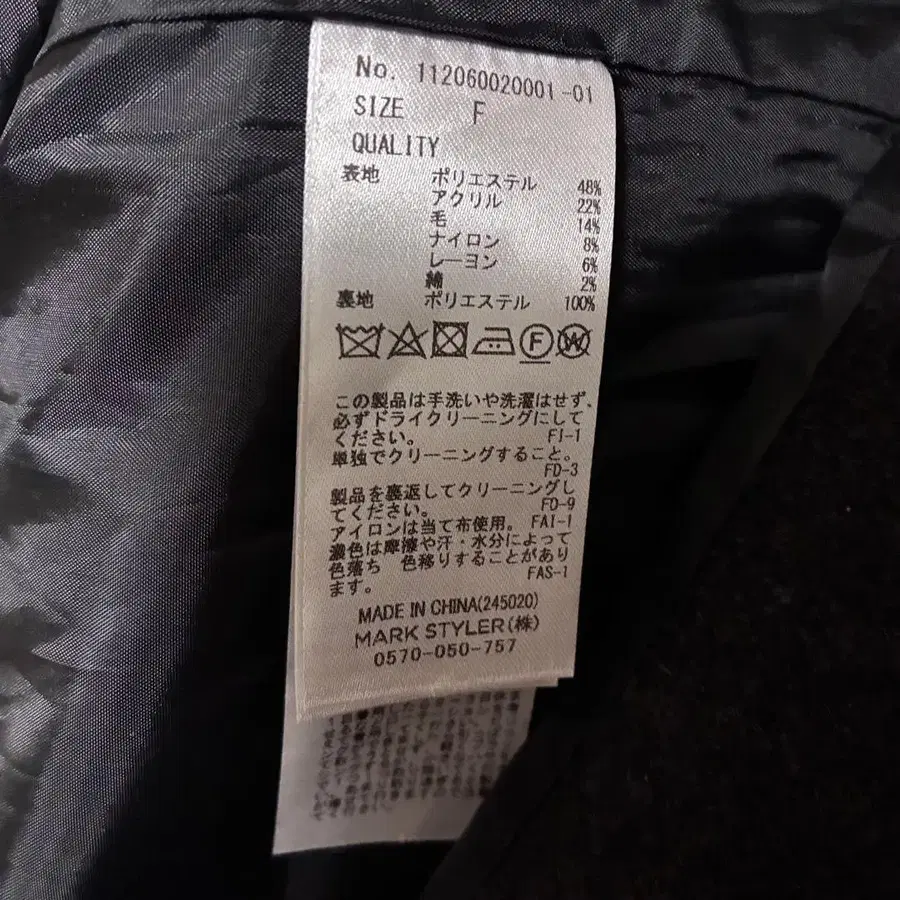 No. 112060020001-01
SIZE F
QUALITY
表地 ポリエステル 48%
アクリル 22%
毛 14%
ナイロン 8%
レーヨン 6%
綿 2%
裏地 ポリエステル 100%
F W
この製品は手洗いや洗濯はせず、
必ずドライクリーニングにして
ください。 FI-1
単独でクリーニングすること。
FD-3
製品を裏返してクリーニングし
てください。 FD-9
アイロンは当て布使用。 FAI-1
濃色は摩擦や汗・水分によって
色落ち 色移りすることがあり
ます。 FAS-1
MADE IN CHINA(245020)
MARK STYLER(株)
0570-050-757